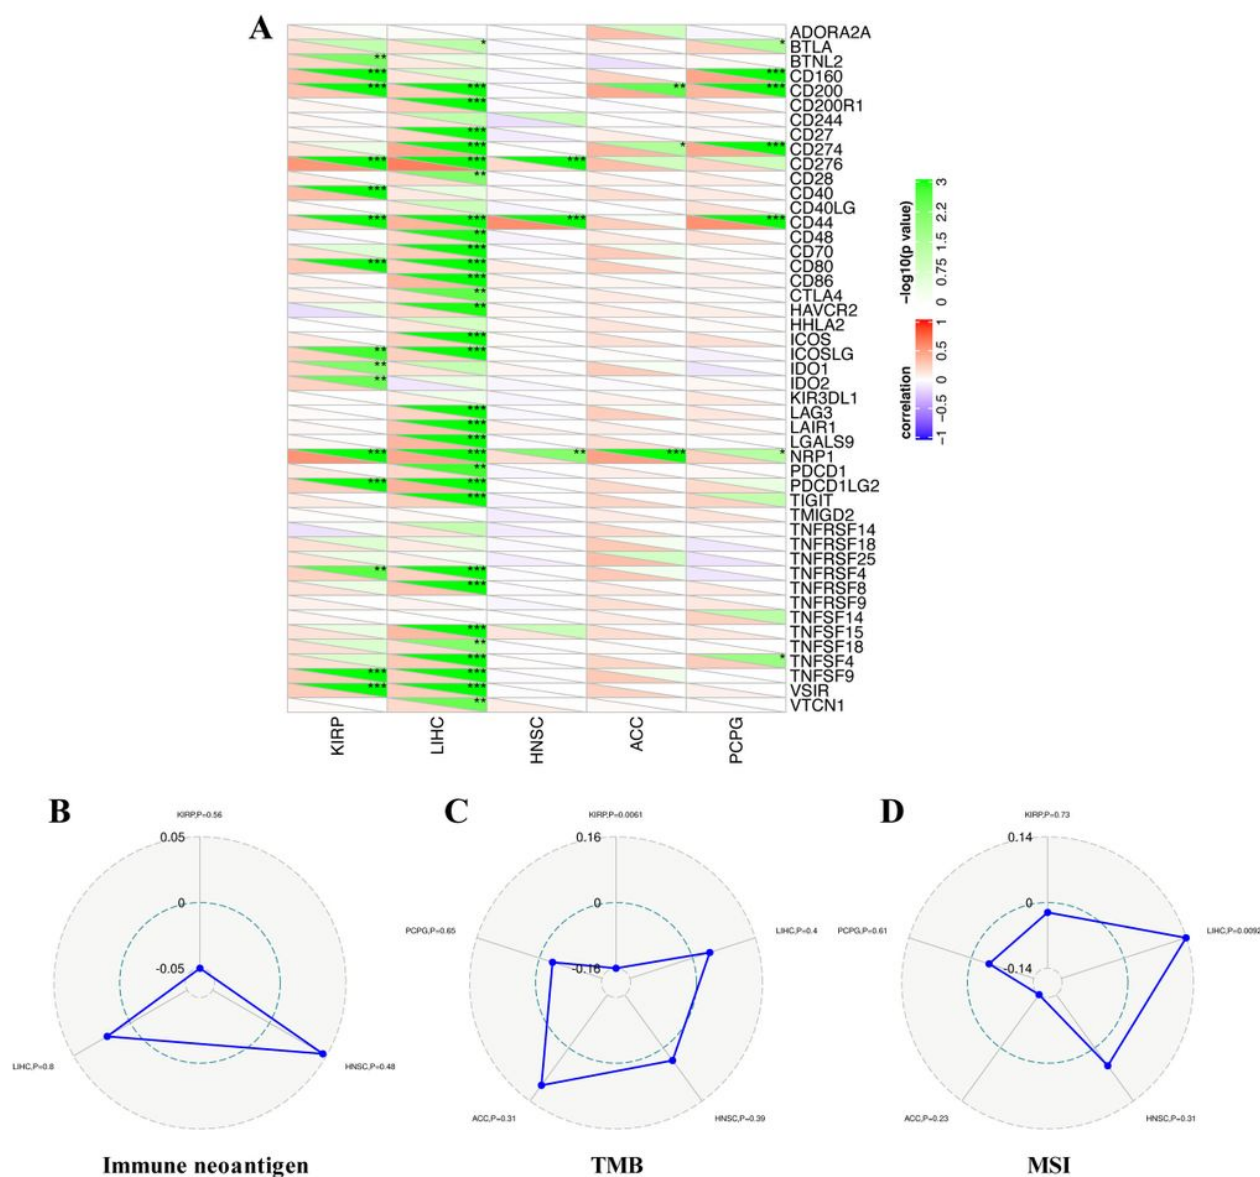 A
ADORA2A
* * BTLA
** BTNL2
*** *** CD160
*** *** ** *** CD200
*** CD200R1
CD244
*** CD27
*** * *** CD274
*** *** *** CD276
** CD28
*** CD40
CD40LG
*** *** *** *** CD44
** CD48
*** CD70
*** *** CD80
*** CD86
** CTLA4
** HAVCR2
HHLA2
*** ICOS
** *** ICOSLG
** IDO1
** IDO2
KIR3DL1
*** LAG3
*** LAIR1
*** LGALS9
*** *** ** *** * NRP1
** PDCD1
*** *** PDCD1LG2
*** TIGIT
TMIGD2
TNFRSF14
TNFRSF18
TNFRSF25
** *** TNFRSF4
*** TNFRSF8
TNFRSF9
TNFSF14
*** TNFSF15
** TNFSF18
*** * TNFSF4
*** *** TNFSF9
*** *** VSIR
** VTCN1
KIRP LIHC HNSC ACC PCPG
−log10(p value)
0 0.75 1.5 2.2 3
correlation
−1 −0.5 0 0.5 1
B
KIRP,P=0.56
0.05
0
-0.05
LIHC,P=0.8
HNSC,P=0.48
Immune neoantigen
C
KIRP,P=0.0061
0.16
0
-0.16
PCPG,P=0.65
LIHC,P=0.4
ACC,P=0.31
HNSC,P=0.39
TMB
D
KIRP,P=0.73
0.14
0
-0.14
PCPG,P=0.61
LIHC,P=0.0092
ACC,P=0.23
HNSC,P=0.31
MSI